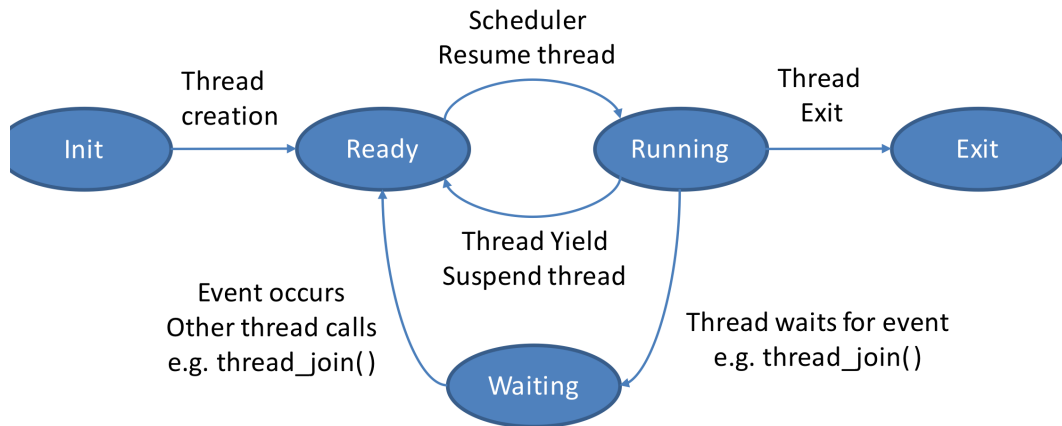 Scheduler
Resume thread
Thread
creation
Thread
Exit
Init
Ready
Running
Exit
Thread Yield
Suspend thread
Event occurs
Other thread calls
e.g. thread_join()
Thread waits for event
e.g. thread_join()
Waiting